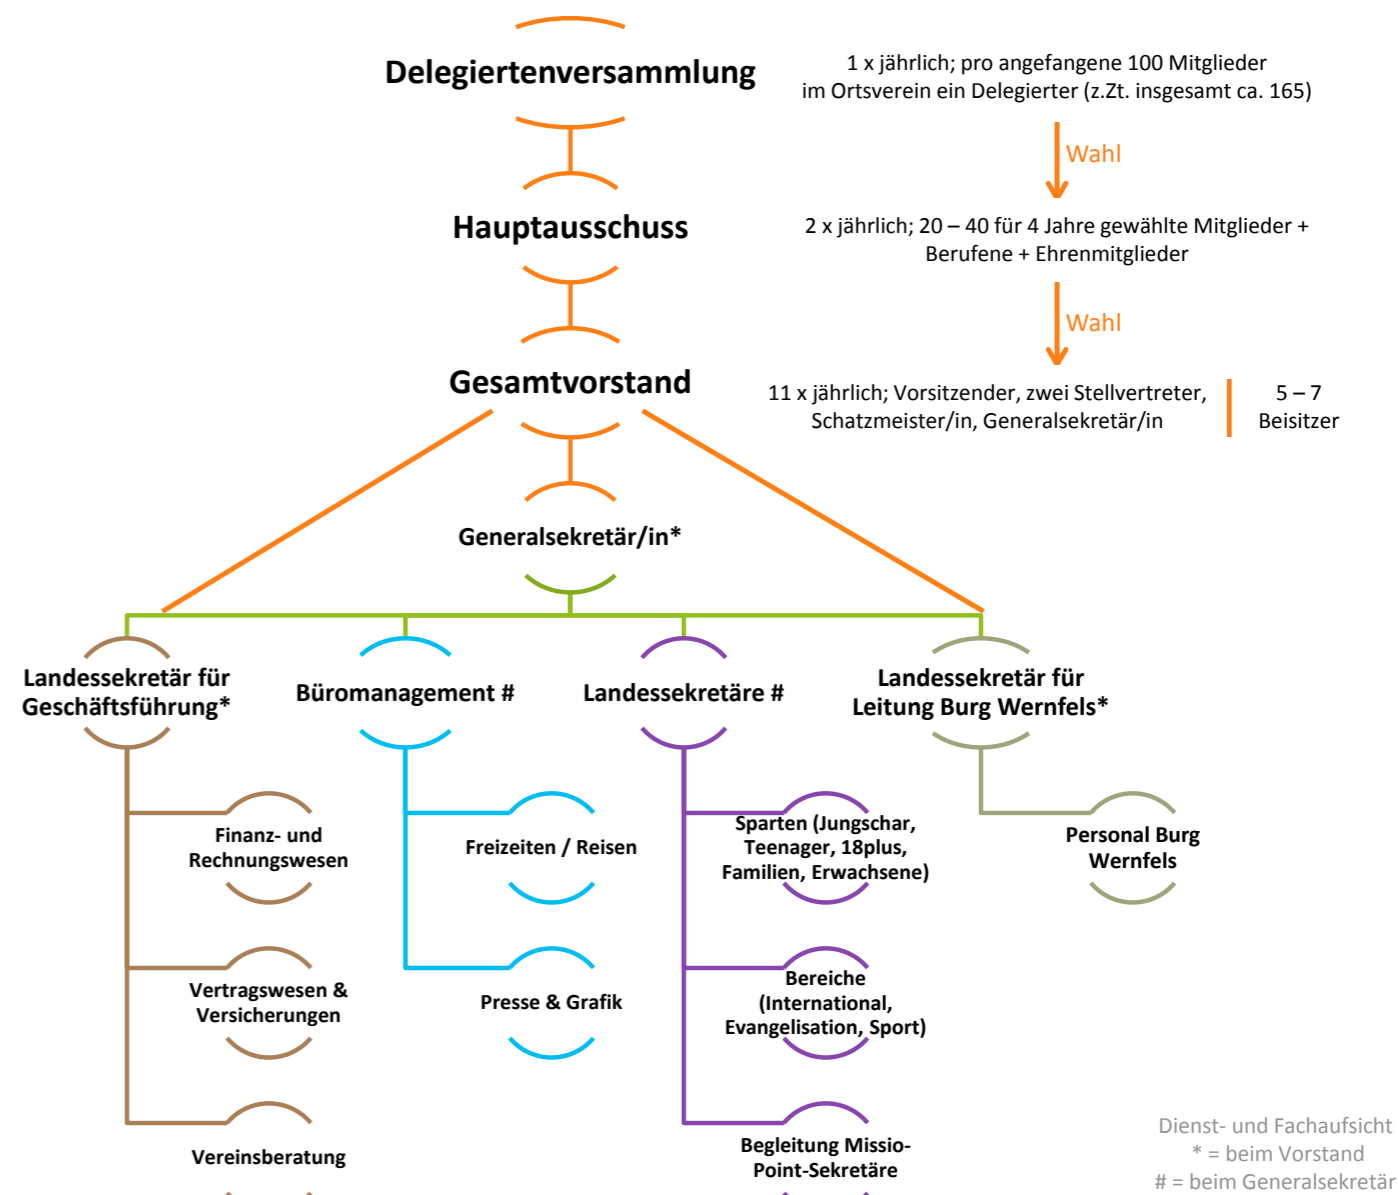 Delegiertenversammlung
1 x jährlich; pro angefangene 100 Mitglieder
im Ortsverein ein Delegierter (z.Zt. insgesamt ca. 165)
Wahl
Hauptausschuss
2 x jährlich; 20 – 40 für 4 Jahre gewählte Mitglieder +
Berufene + Ehrenmitglieder
Wahl
Gesamtvorstand
11 x jährlich; Vorsitzender, zwei Stellvertreter,
Schatzmeister/in, Generalsekretär/in
5 – 7
Beisitzer
Generalsekretär/in*
Landessekretär für
Geschäftsführung*
Büromanagement #
Landessekretäre #
Landessekretär für
Leitung Burg Wernfels*
Finanz- und
Rechnungswesen
Freizeiten / Reisen
Sparten (Jungschar,
Teenager, 18plus,
Familien, Erwachsene)
Personal Burg
Wernfels
Vertragswesen &
Versicherungen
Presse & Grafik
Bereiche
(International,
Evangelisation, Sport)
Vereinsberatung
Begleitung Missio-
Point-Sekretäre
Dienst- und Fachaufsicht
* = beim Vorstand
# = beim Generalsekretär